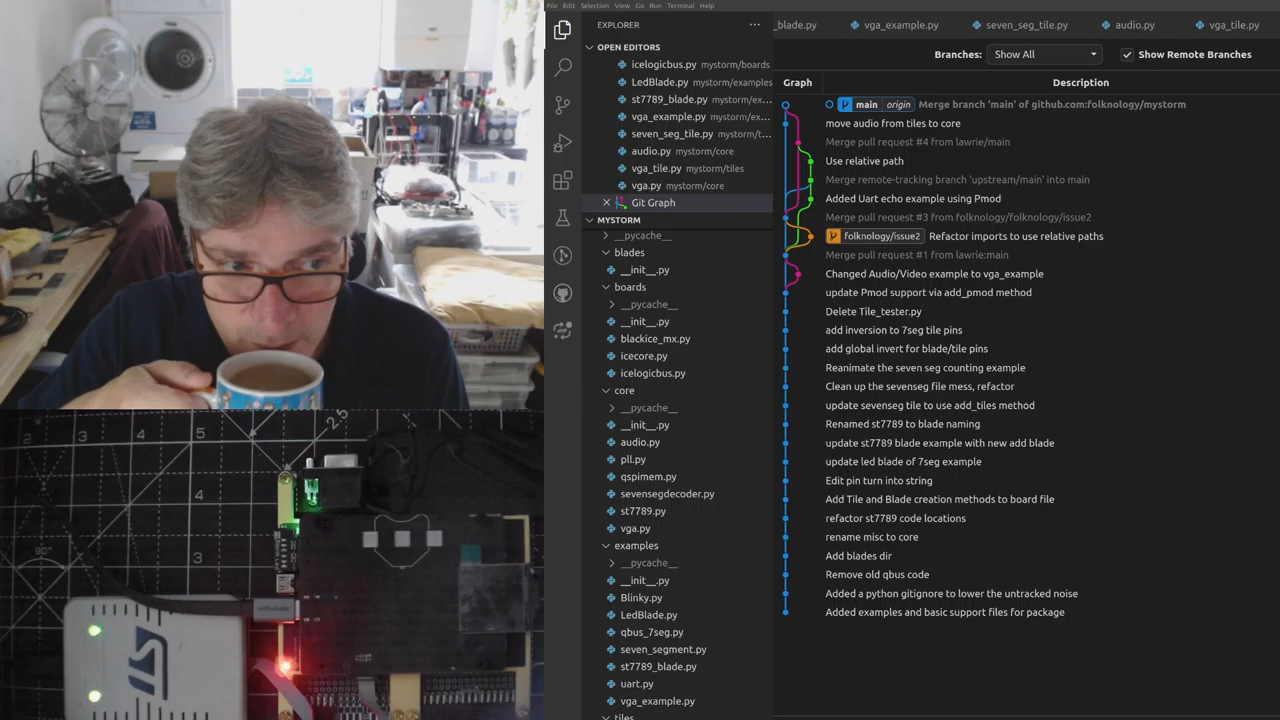 File Edit Selection View Go Run Terminal Help
EXPLORER
OPEN EDITORS
icelogicbus.py mystorm/boards
LedBlade.py mystorm/examples
st7789_blade.py mystorm/ex...
vga_example.py mystorm/ex...
seven_seg_tile.py mystorm/t...
audio.py mystorm/core
vga_tile.py mystorm/tiles
vga.py mystorm/core
Git Graph
MYSTORM
__pycache__
blades
__init__.py
boards
__pycache__
__init__.py
blackice_mx.py
icecore.py
icelogicbus.py
core
__pycache__
__init__.py
audio.py
pll.py
qspimem.py
sevensegdecoder.py
st7789.py
vga.py
examples
__pycache__
__init__.py
Blinky.py
LedBlade.py
qbus_7seg.py
seven_segment.py
st7789_blade.py
uart.py
vga_example.py
tiles
_blade.py vga_example.py seven_seg_tile.py audio.py vga_tile.py
Branches: Show All Show Remote Branches
Graph Description
main origin Merge branch 'main' of github.com:folknology/mystorm
move audio from tiles to core
Merge pull request #4 from lawrie/main
Use relative path
Merge remote-tracking branch 'upstream/main' into main
Added Uart echo example using Pmod
Merge pull request #3 from folknology/folknology/issue2
folknology/issue2 Refactor imports to use relative paths
Merge pull request #1 from lawrie:main
Changed Audio/Video example to vga_example
update Pmod support via add_pmod method
Delete Tile_tester.py
add inversion to 7seg tile pins
add global invert for blade/tile pins
Reanimate the seven seg counting example
Clean up the sevenseg file mess, refactor
update sevenseg tile to use add_tiles method
Renamed st7789 to blade naming
update st7789 blade example with new add blade
update led blade of 7seg example
Edit pin turn into string
Add Tile and Blade creation methods to board file
refactor st7789 code locations
rename misc to core
Add blades dir
Remove old qbus code
Added a python gitignore to lower the untracked noise
Added examples and basic support files for package
2 3 4 5
4
3
90°